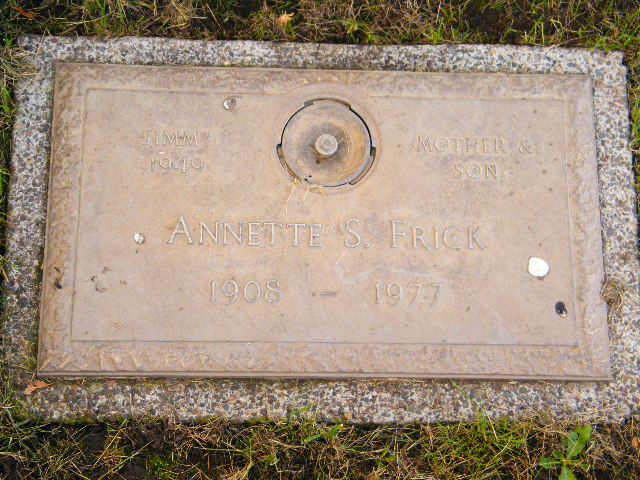 JIMMY
1949
MOTHER &
SON
ANNETTE S. FRICK
1908 - 1977